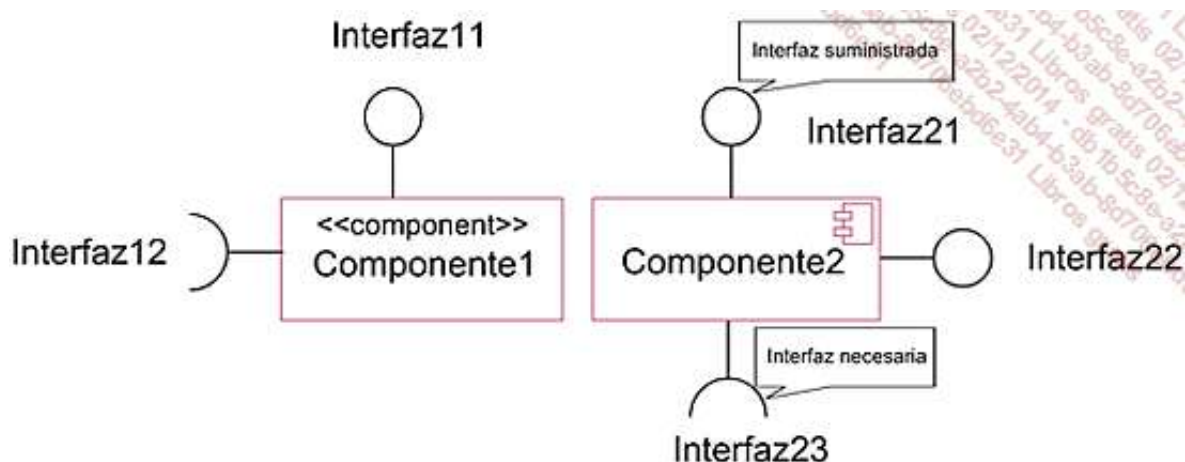 Interfaz11
Interfaz suministrada
Interfaz21
<<component>>
Componente1
Interfaz12
Componente2
Interfaz22
Interfaz necesaria
Interfaz23